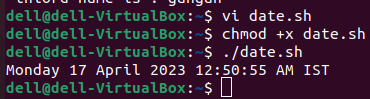 dell@dell-VirtualBox:~$ vi date.sh
dell@dell-VirtualBox:~$ chmod +x date.sh
dell@dell-VirtualBox:~$ ./date.sh
Monday 17 April 2023 12:50:55 AM IST
dell@dell-VirtualBox:~$